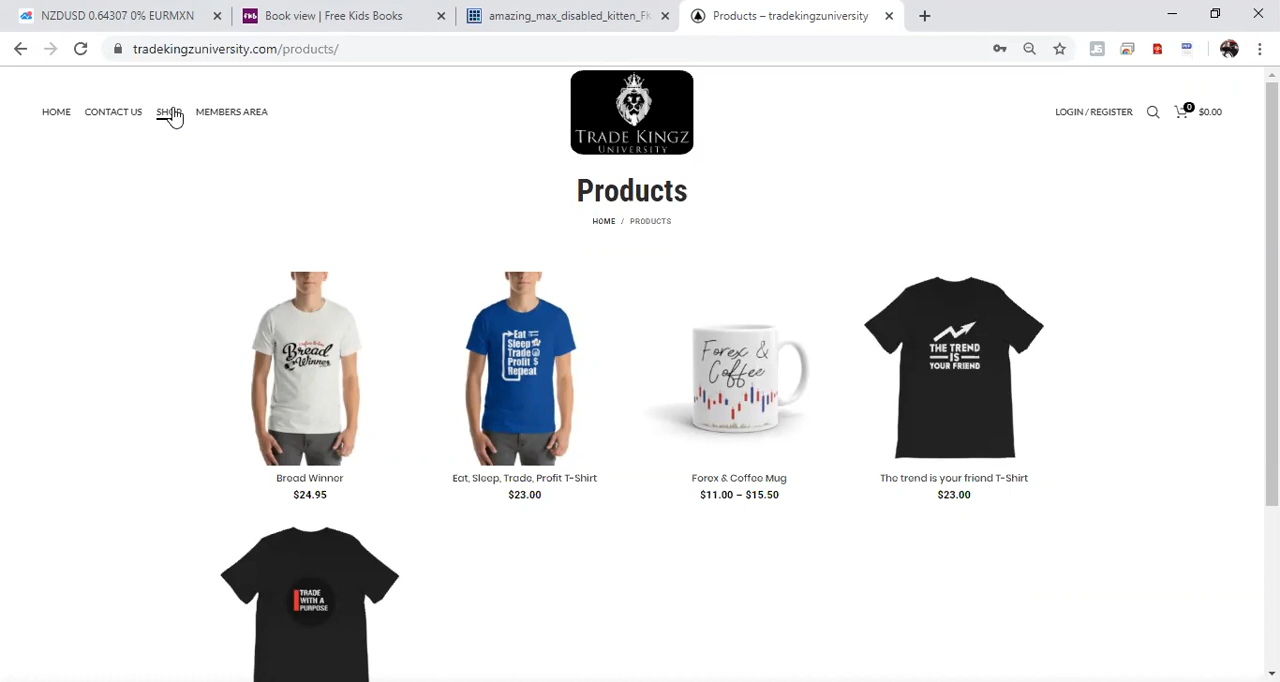 NZDUSD 0.64307 0% EURMXN
Book view | Free Kids Books
amazing_max_disabled_kitten_Fk
Products – tradekingzuniversity
tradekingzuniversity.com/products/
HOME
CONTACT US
SHOP
MEMBERS AREA
TRADE KINGZ
UNIVERSITY
LOGIN / REGISTER
0
$0.00
Products
HOME / PRODUCTS
Bread
Winner
Eat
Sleep
Trade
Profit $
Repeat
Forex &
Coffee
THE TREND
IS
YOUR FRIEND
Bread Winner
$24.95
Eat, Sleep, Trade, Profit T-Shirt
$23.00
Forex & Coffee Mug
$11.00 – $15.50
The trend is your friend T-Shirt
$23.00
TRADE
WITH A
PURPOSE